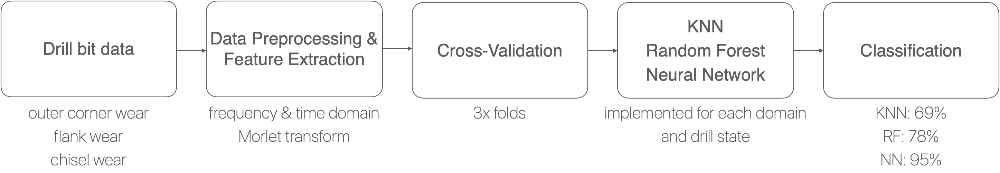 Drill bit data
outer corner wear
flank wear
chisel wear
Data Preprocessing &
Feature Extraction
frequency & time domain
Morlet transform
Cross-Validation
3x folds
KNN
Random Forest
Neural Network
implemented for each domain
and drill state
Classification
KNN: 69%
RF: 78%
NN: 95%